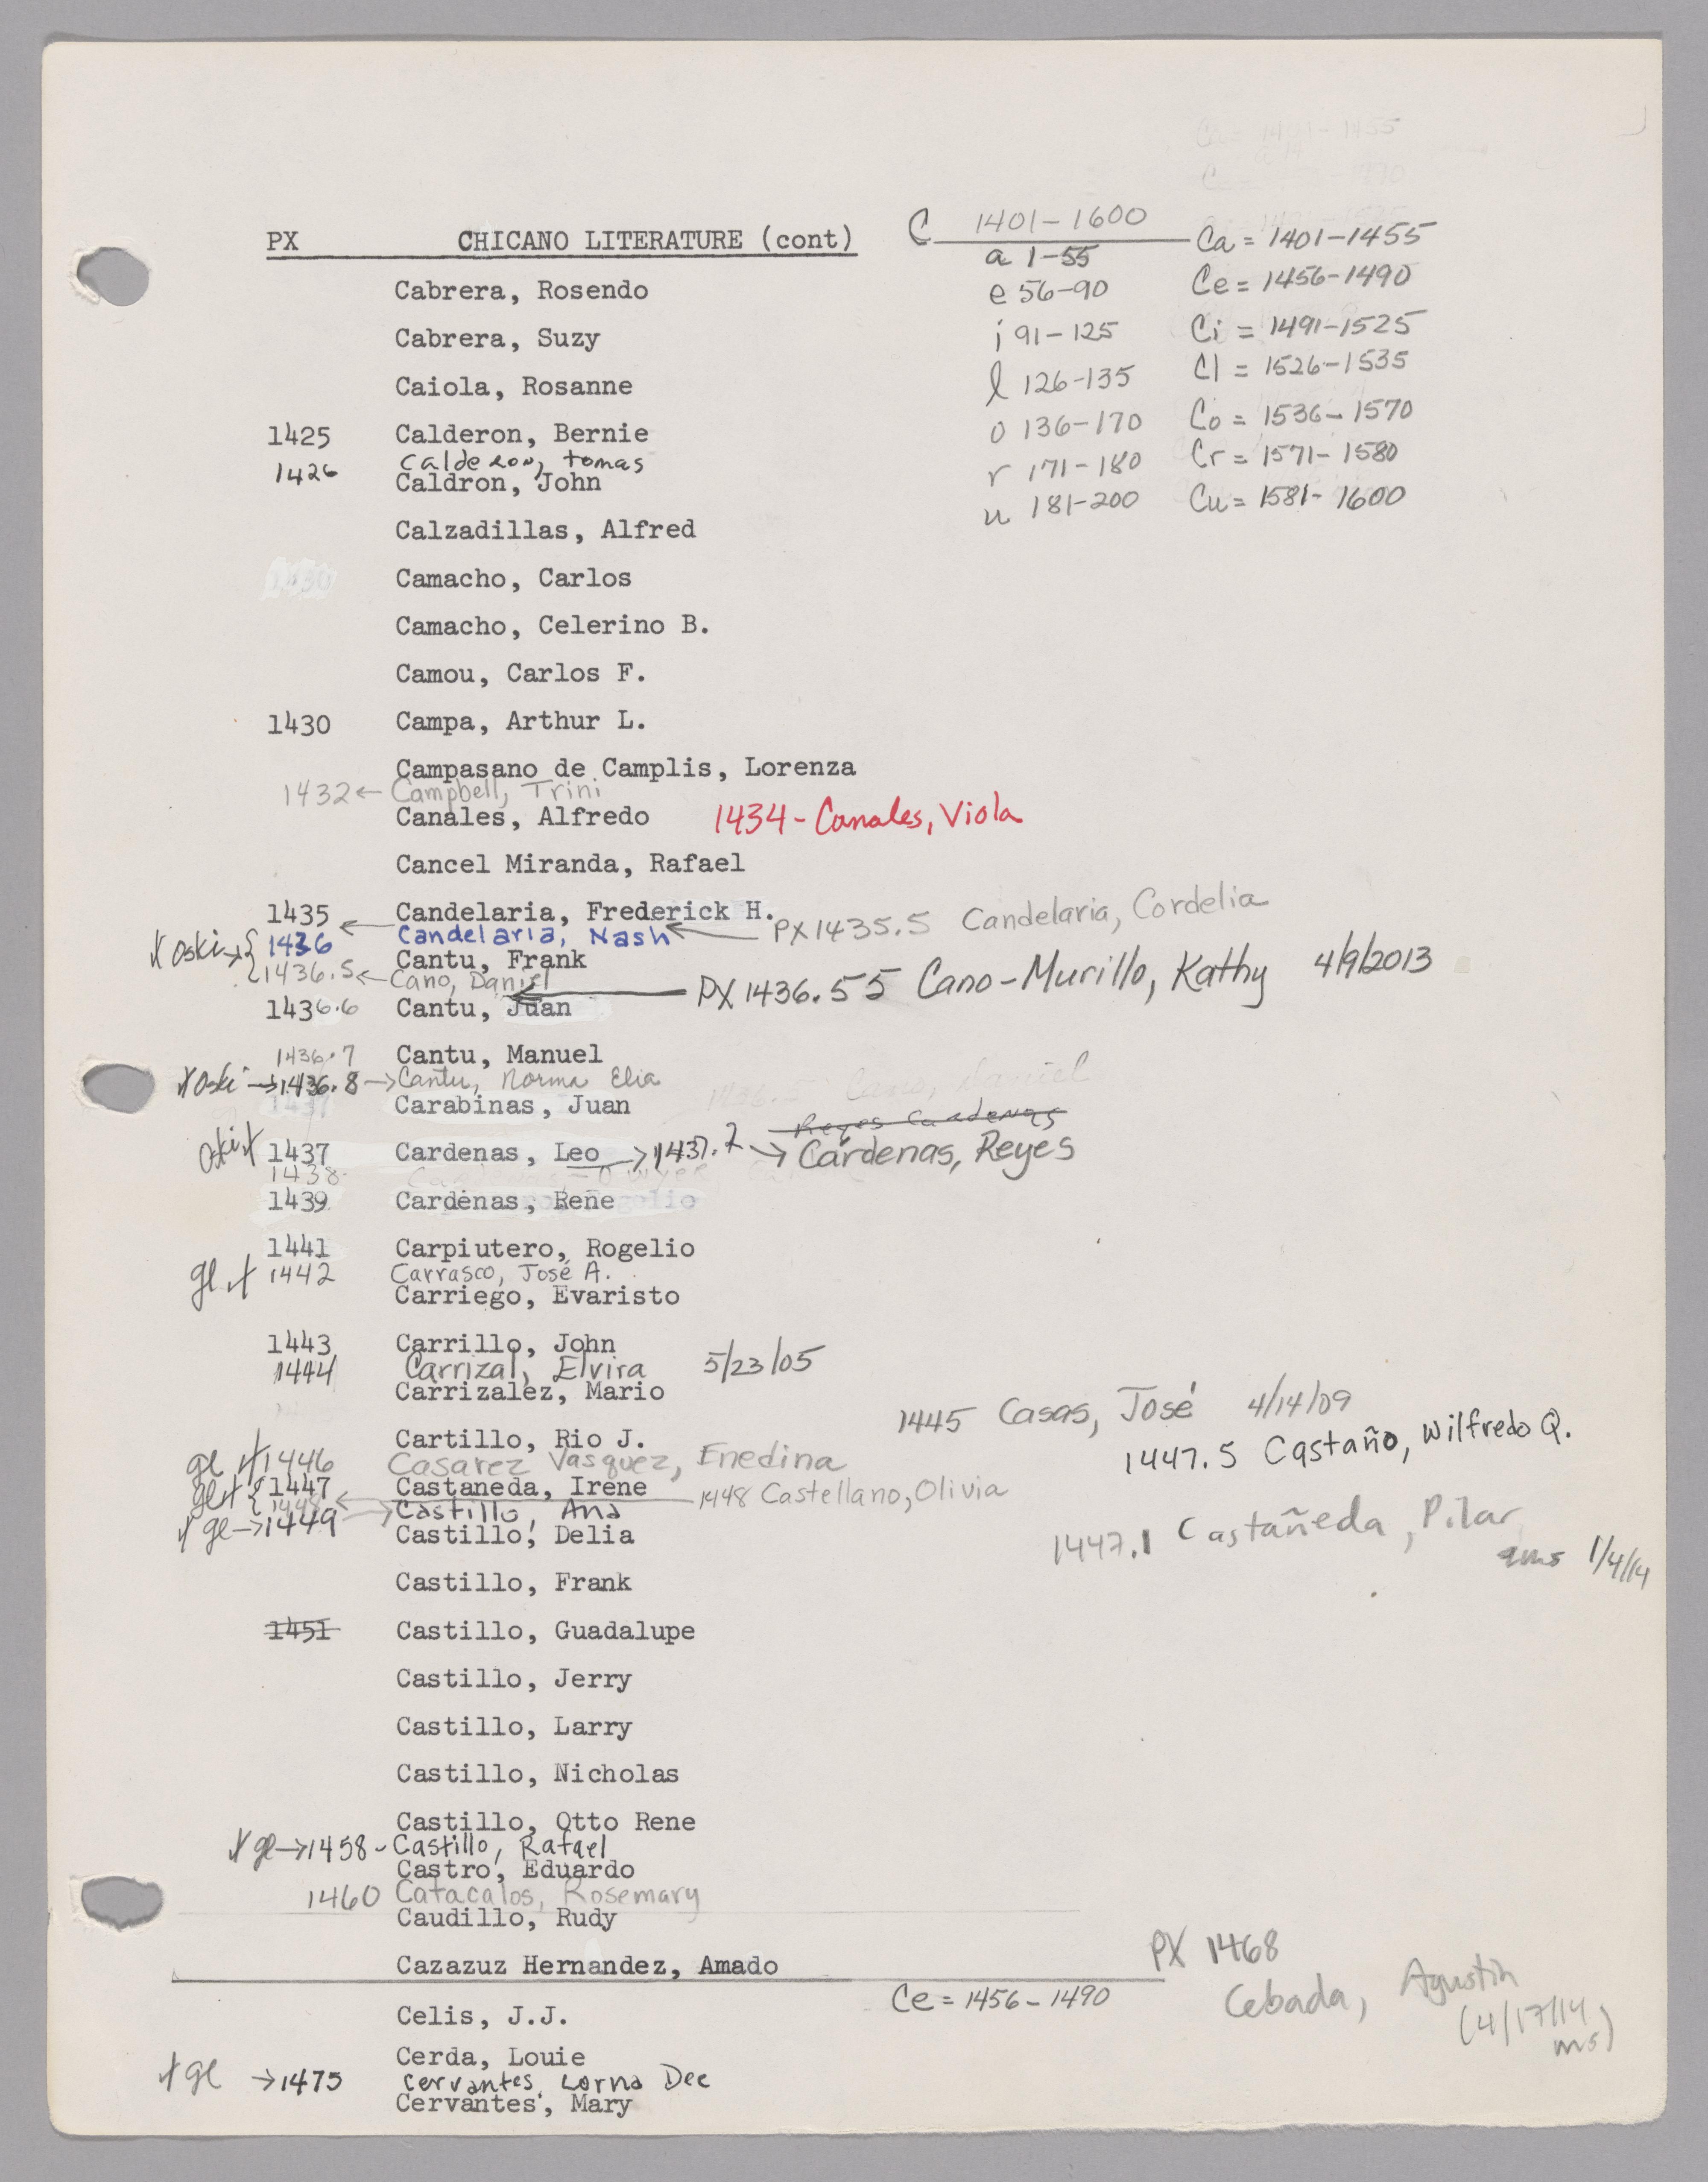 PX CHICANO LITERATURE (cont) C 1401-1600
a 1-55 Ca = 1401-1455
e 56-90 Ce = 1456-1490
i 91-125 Ci = 1491-1525
l 126-135 Cl = 1526-1535
o 136-170 Co = 1536-1570
r 171-180 Cr = 1571-1580
u 181-200 Cu = 1581-1600
Cabrera, Rosendo
Cabrera, Suzy
Caiola, Rosanne
1425 Calderon, Bernie
1426 Calderon, tomas
Caldron, John
Calzadillas, Alfred
1430 Camacho, Carlos
Camacho, Celerino B.
Camou, Carlos F.
1430 Campa, Arthur L.
Campasano de Camplis, Lorenza
1432 ← Campbell, Trini
Canales, Alfredo 1434 - Canales, Viola
Cancel Miranda, Rafael
1435 Candelaria, Frederick H.
← PX1435.5 Candelaria, Cordelia
x oski → { 1436 Candelaria, Nash
Cantu, Frank
1436.5 ← Cano, Daniel
← PX1436.55 Cano-Murillo, Kathy 4/9/2013
1436.6 Cantu, Juan
1436.7 Cantu, Manuel
x oski → 1436.8 → Cantu, Norma Elia
Carabinas, Juan
Reyes Cardenas
oski x 1437 Cardenas, Leo → 1437.2 → Cardenas, Reyes
1438
1439 Cardenas, Rene
1441 Carpiutero, Rogelio
gl x 1442 Carrasco, José A.
Carriego, Evaristo
1443 Carrillo, John
1444 Carrizal, Elvira 5/23/05
Carrizalez, Mario
1445 Casas, José 4/14/09
Cartillo, Rio J.
1447.5 Castaño, Wilfredo Q.
gl x 1446 Casarez Vasquez, Enedina
gl x { 1447 Castaneda, Irene
1448 ← 1448 Castellano, Olivia
x gl → 1449 → Castillo, Ana
Castillo, Delia
1447.1 Castañeda, Pilar
ams 1/4/14
Castillo, Frank
1451 Castillo, Guadalupe
Castillo, Jerry
Castillo, Larry
Castillo, Nicholas
Castillo, Otto Rene
x gl → 1458 - Castillo, Rafael
Castro, Eduardo
1460 Catacalos, Rosemary
Caudillo, Rudy
Cazazuz Hernandez, Amado
PX 1468
Cebada, Agustin
(4/17/14
ms)
Ce = 1456-1490
Celis, J.J.
Cerda, Louie
x gl → 1475 Cervantes, Lorna Dee
Cervantes, Mary